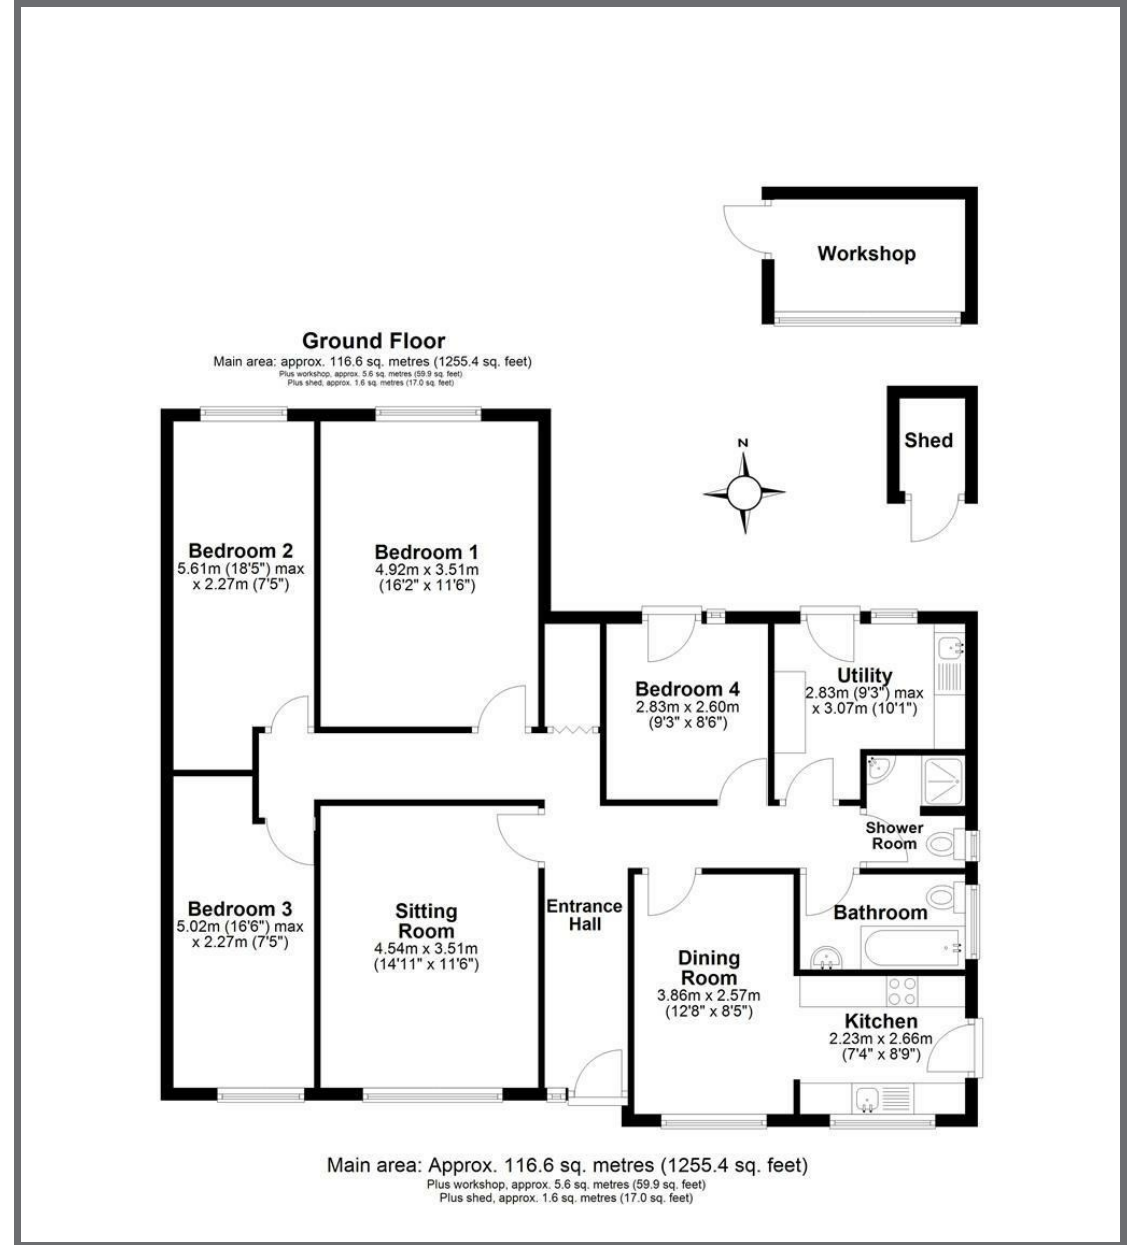 Workshop
Ground Floor
Main area: approx. 116.6 sq. metres (1255.4 sq. feet)
Plus workshop, approx. 5.6 sq. metres (59.9 sq. feet)
Plus shed, approx. 1.6 sq. metres (17.0 sq. feet)
Shed
N
Bedroom 2
5.61m (18'5") max
x 2.27m (7'5")
Bedroom 1
4.92m x 3.51m
(16'2" x 11'6")
Bedroom 4
2.83m x 2.60m
(9'3" x 8'6")
Utility
2.83m (9'3") max
x 3.07m (10'1")
Shower
Room
Bedroom 3
5.02m (16'6") max
x 2.27m (7'5")
Sitting
Room
4.54m x 3.51m
(14'11" x 11'6")
Entrance
Hall
Bathroom
Dining
Room
3.86m x 2.57m
(12'8" x 8'5")
Kitchen
2.23m x 2.66m
(7'4" x 8'9")
Main area: Approx. 116.6 sq. metres (1255.4 sq. feet)
Plus workshop, approx. 5.6 sq. metres (59.9 sq. feet)
Plus shed, approx. 1.6 sq. metres (17.0 sq. feet)